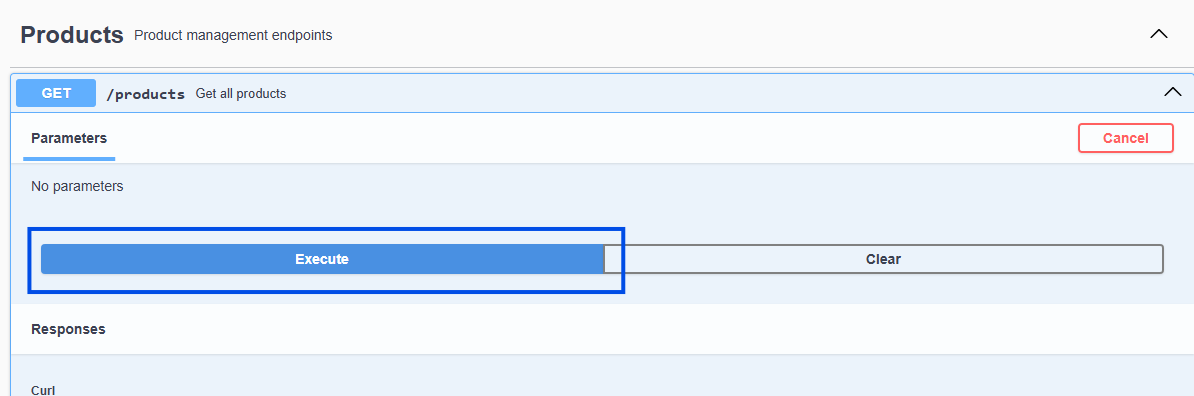 Products Product management endpoints
GET /products Get all products
Parameters Cancel
No parameters
Execute Clear
Responses
Curl